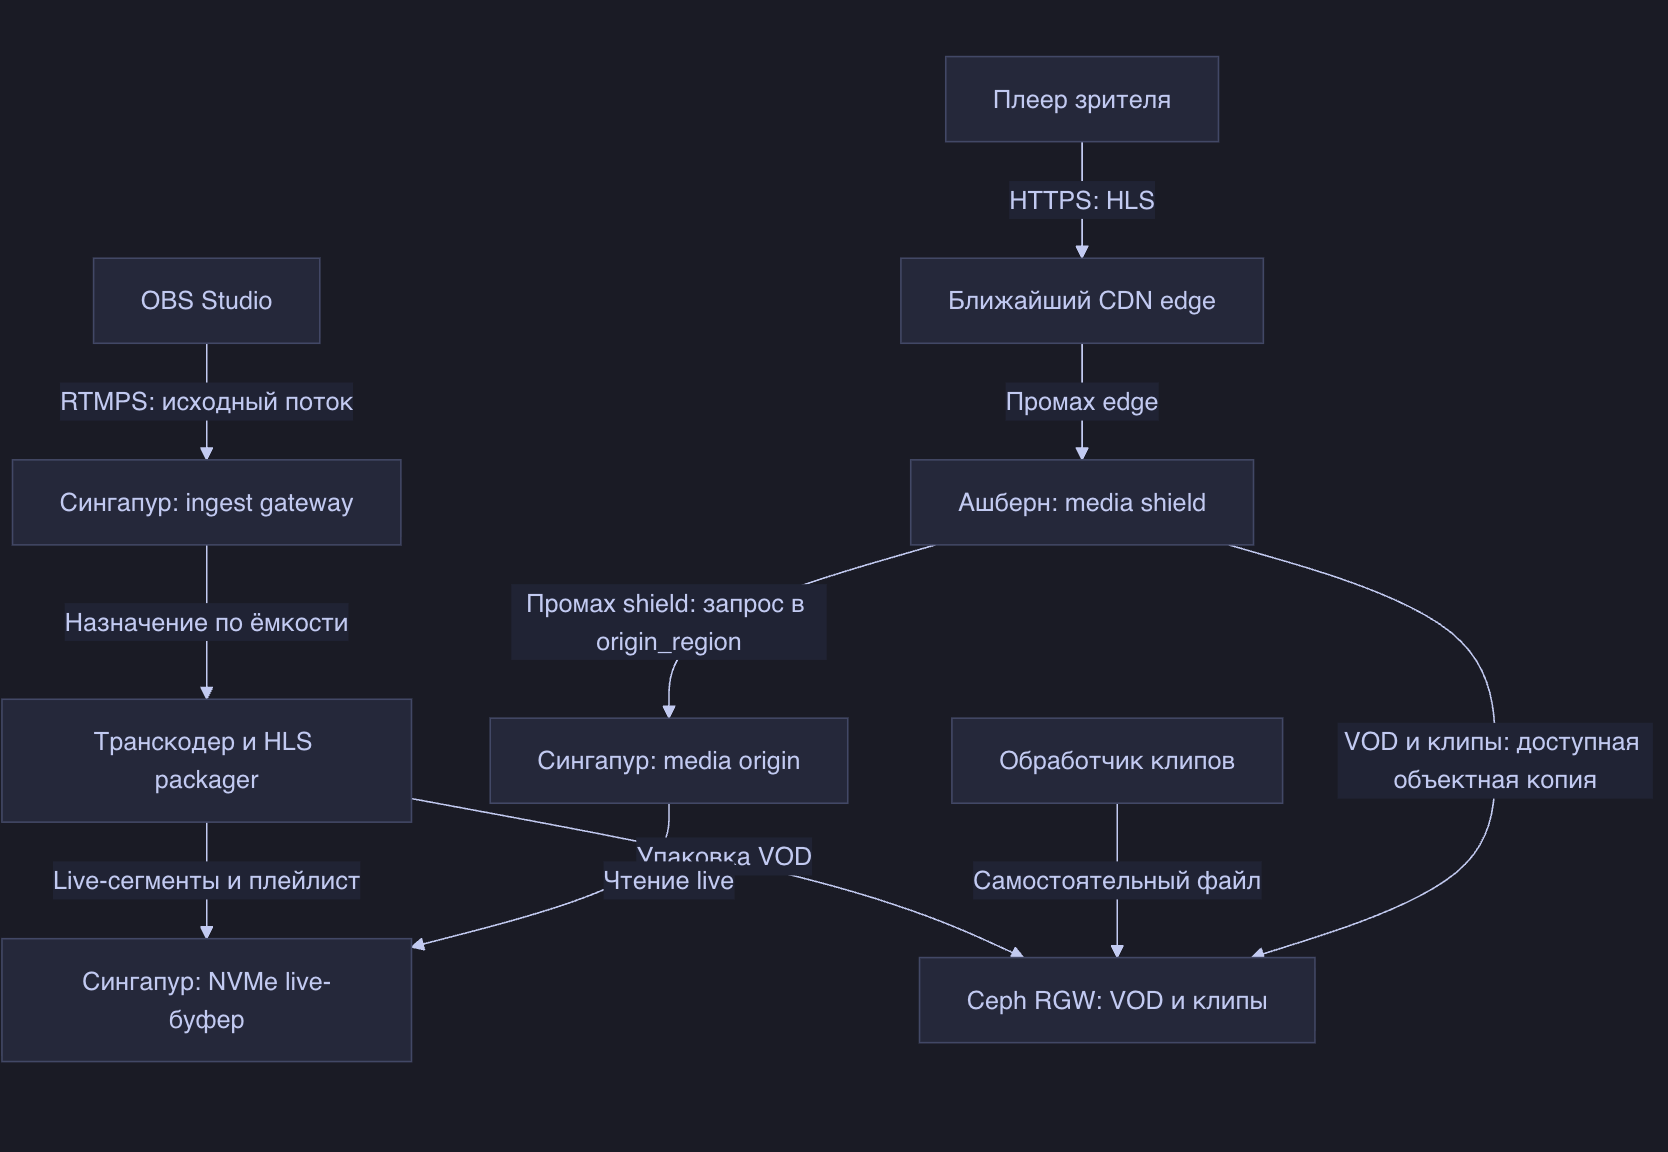 Плеер зрителя
HTTPS: HLS
OBS Studio
Ближайший CDN edge
RTMPS: исходный поток
Промах edge
Сингапур: ingest gateway
Ашберн: media shield
Назначение по ёмкости
Промах shield: запрос в
origin_region
Транскодер и HLS
packager
Сингапур: media origin
Обработчик клипов
VOD и клипы: доступная
объектная копия
Упаковка VOD
Live-сегменты и плейлист
Чтение live
Самостоятельный файл
Сингапур: NVMe live-
буфер
Ceph RGW: VOD и клипы